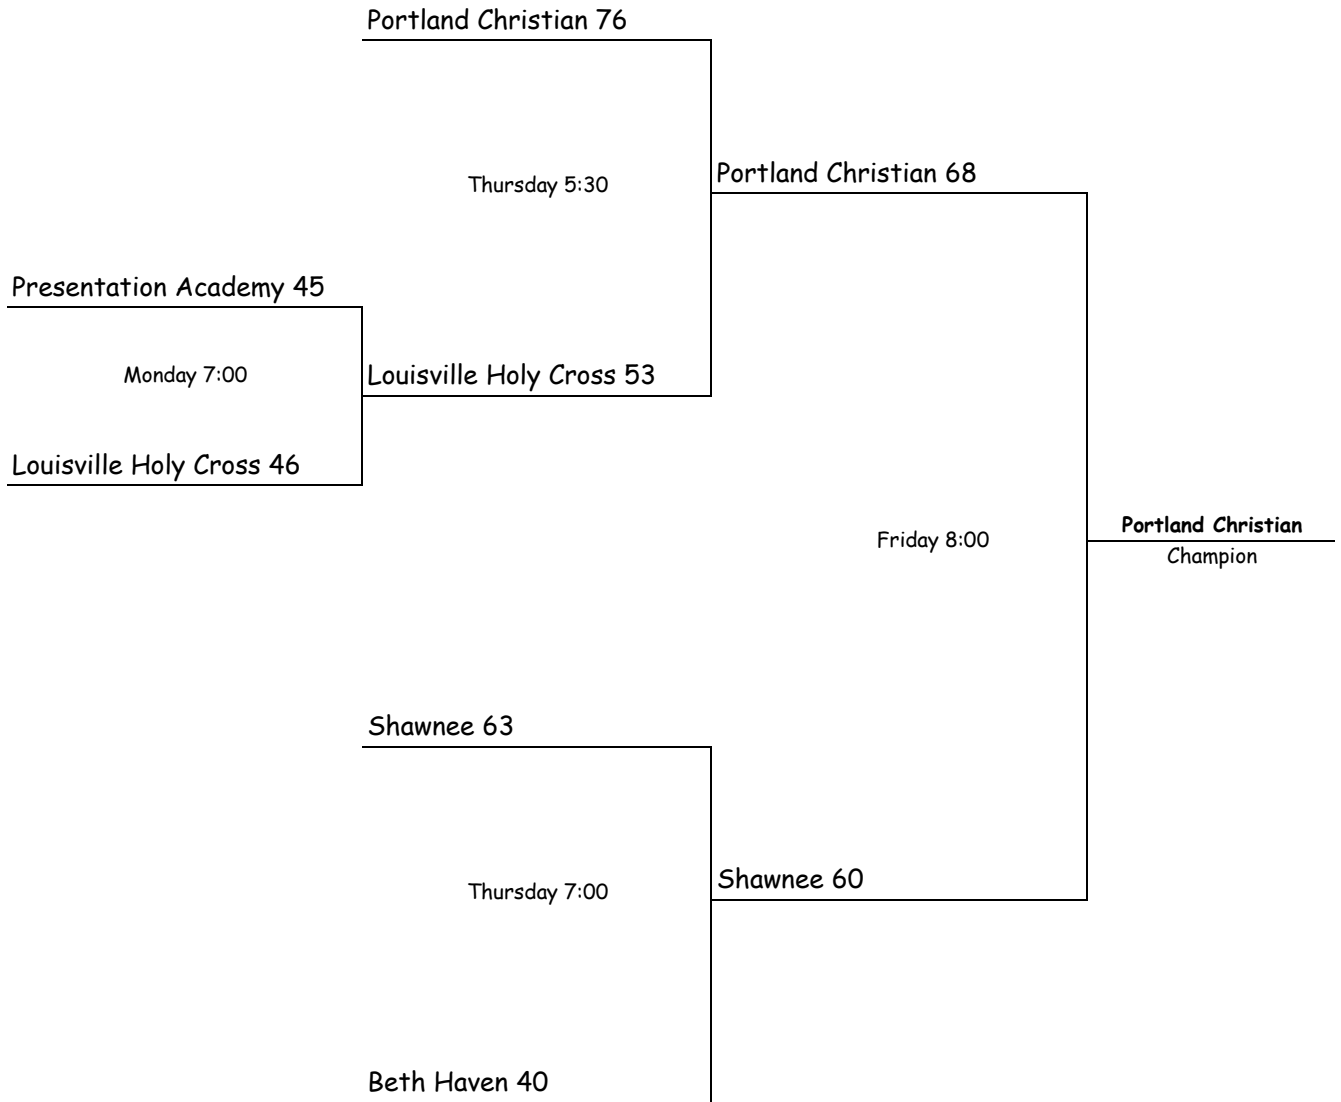 Portland Christian 76
Thursday 5:30
Portland Christian 68
Presentation Academy 45
Monday 7:00
Louisville Holy Cross 53
Louisville Holy Cross 46
Friday 8:00
Portland Christian
Champion
Shawnee 63
Thursday 7:00
Shawnee 60
Beth Haven 40